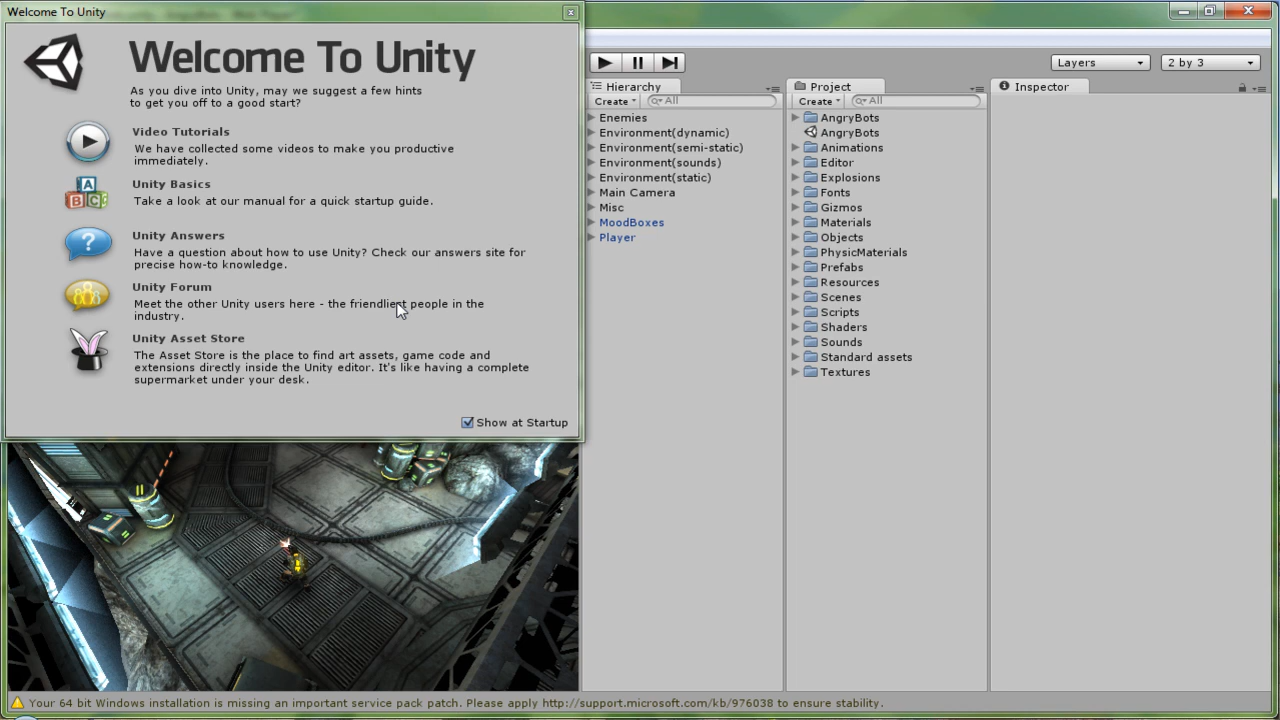 Welcome To Unity
Welcome To Unity
As you dive into Unity, may we suggest a few hints
to get you off to a good start?
Video Tutorials
We have collected some videos to make you productive
immediately.
Unity Basics
Take a look at our manual for a quick startup guide.
Unity Answers
Have a question about how to use Unity? Check our answers site for
precise how-to knowledge.
Unity Forum
Meet the other Unity users here - the friendliest people in the
industry.
Unity Asset Store
The Asset Store is the place to find art assets, game code and
extensions directly inside the Unity editor. It's like having a complete
supermarket under your desk.
Show at Startup
Layers
2 by 3
Hierarchy
Create
All
Enemies
Environment(dynamic)
Environment(semi-static)
Environment(sounds)
Environment(static)
Main Camera
Misc
MoodBoxes
Player
Project
Create
All
AngryBots
AngryBots
Animations
Editor
Explosions
Fonts
Gizmos
Materials
Objects
PhysicMaterials
Prefabs
Resources
Scenes
Scripts
Shaders
Sounds
Standard assets
Textures
Inspector
Your 64 bit Windows installation is missing an important service pack patch. Please apply http://support.microsoft.com/kb/976038 to ensure stability.